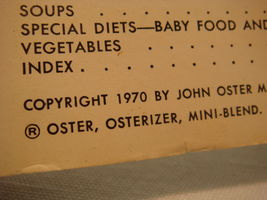 SOUPS . . . . .
SPECIAL DIETS—BABY FOOD AND
VEGETABLES . . . . .
INDEX . . . . . . .
COPYRIGHT 1970 BY JOHN OSTER M
® OSTER, OSTERIZER, MINI-BLEND.